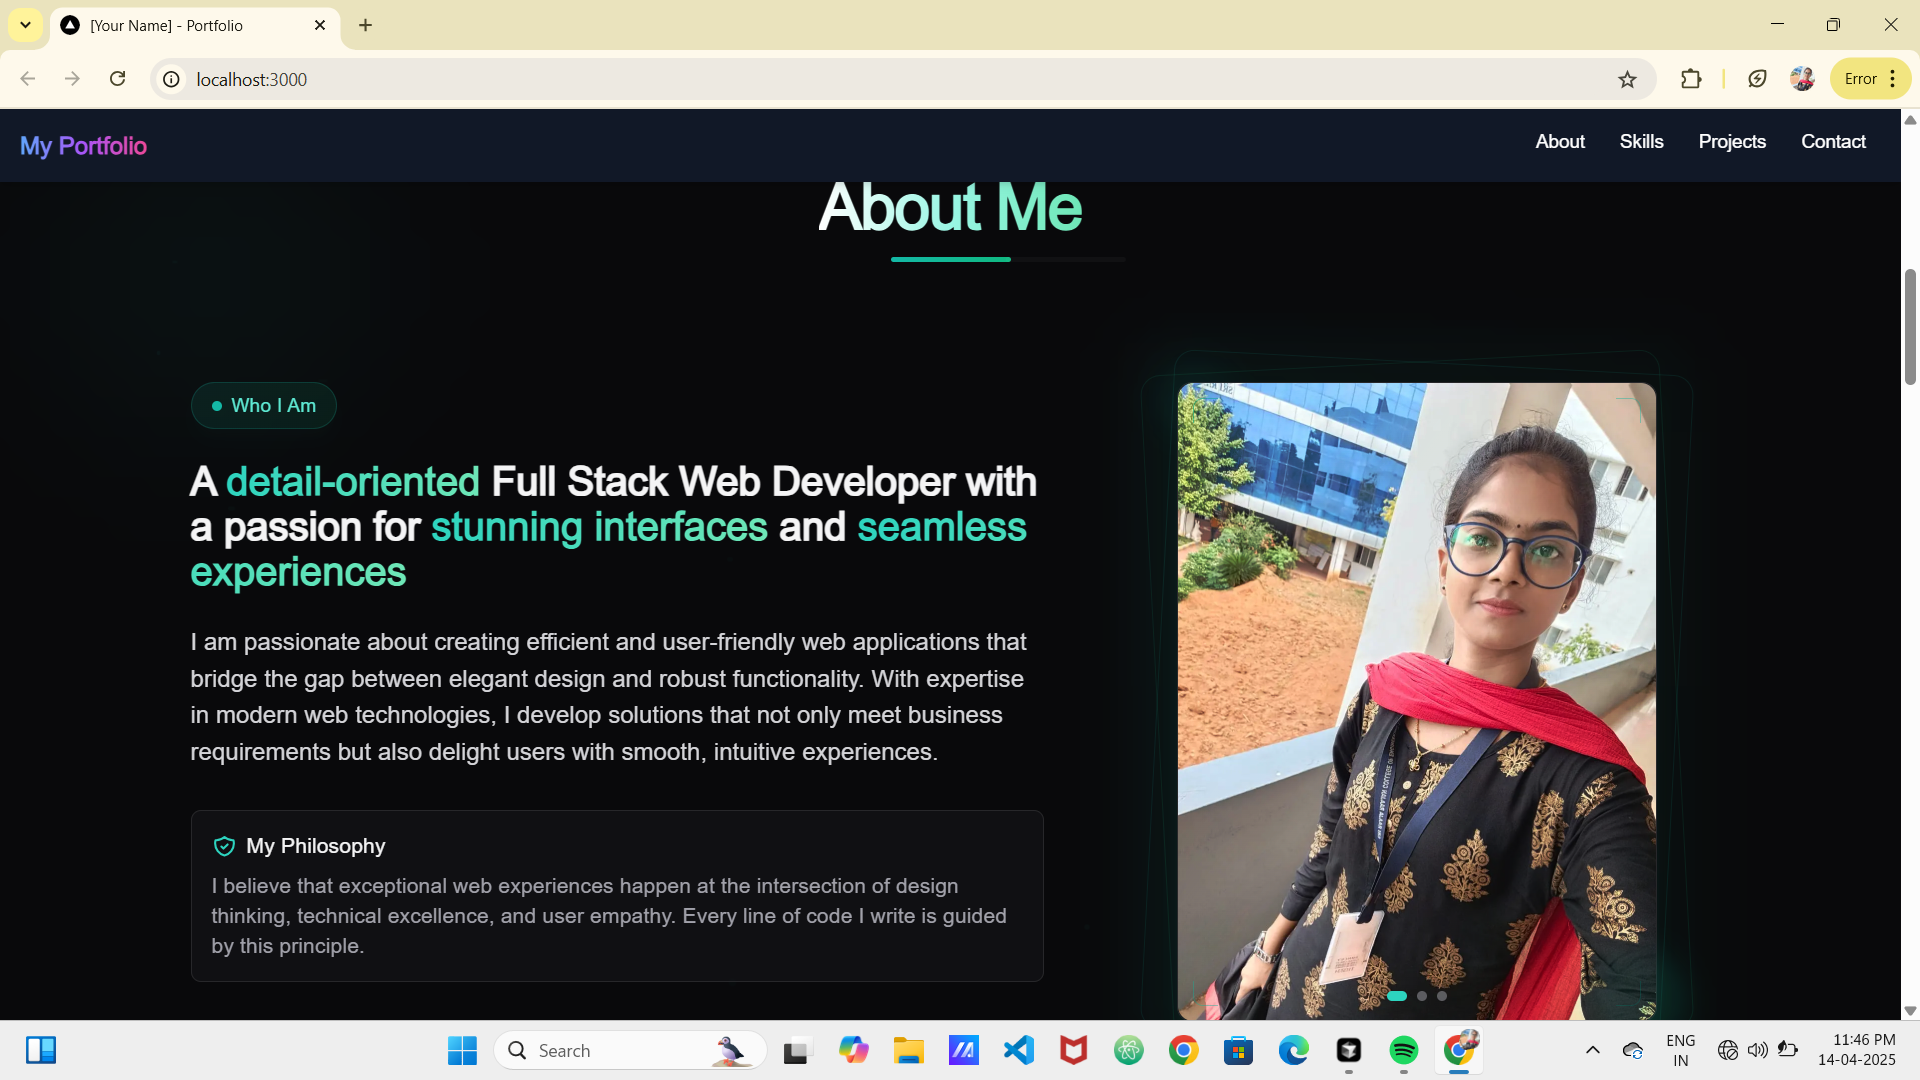 [Your Name] - Portfolio
localhost:3000
Error
My Portfolio
About
Skills
Projects
Contact
About Me
Who I Am
A detail-oriented Full Stack Web Developer with
a passion for stunning interfaces and seamless
experiences
I am passionate about creating efficient and user-friendly web applications that
bridge the gap between elegant design and robust functionality. With expertise
in modern web technologies, I develop solutions that not only meet business
requirements but also delight users with smooth, intuitive experiences.
My Philosophy
I believe that exceptional web experiences happen at the intersection of design
thinking, technical excellence, and user empathy. Every line of code I write is guided
by this principle.
Search
ENG
IN
11:46 PM
14-04-2025